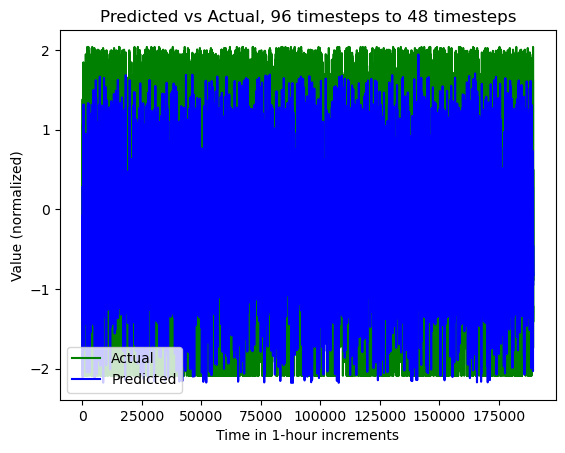 Predicted vs Actual, 96 timesteps to 48 timesteps
Value (normalized)
2
1
0
−1
−2
Actual
Predicted
0 25000 50000 75000 100000 125000 150000 175000
Time in 1-hour increments